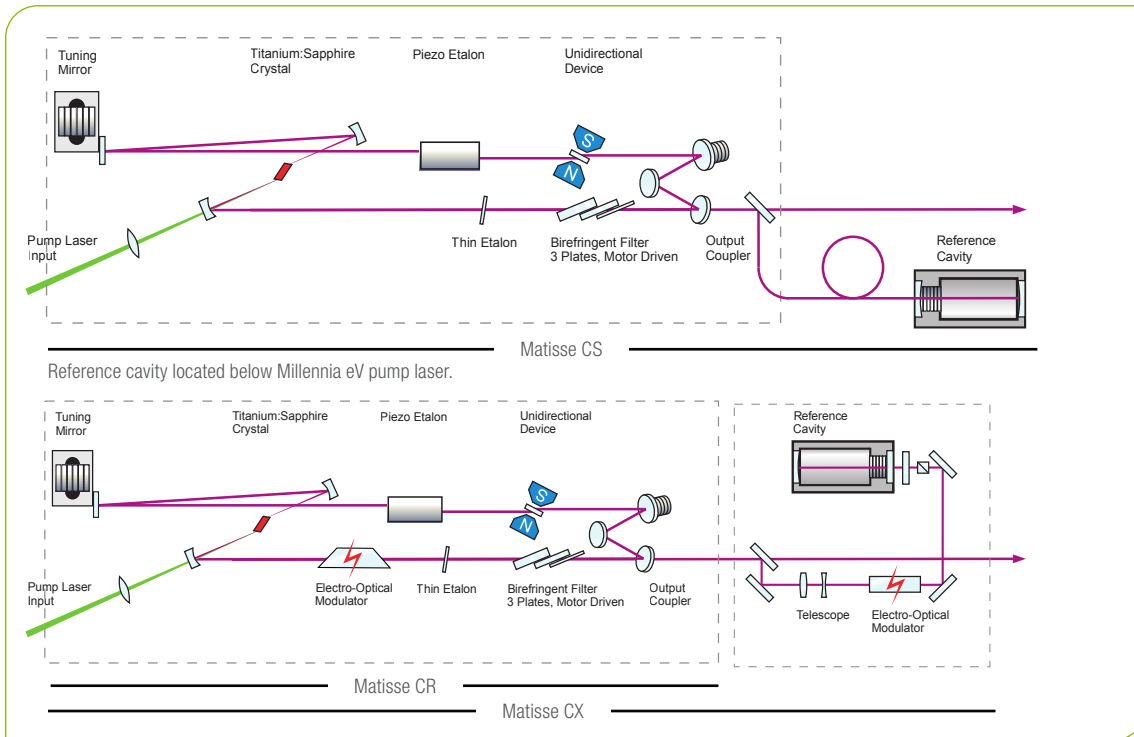 Tuning
Mirror
Titanium:Sapphire
Crystal
Piezo Etalon
Unidirectional
Device
S
N
Pump Laser
Input
Thin Etalon
Birefringent Filter
3 Plates, Motor Driven
Output
Coupler
Reference
Cavity
Matisse CS
Reference cavity located below Millennia eV pump laser.
Tuning
Mirror
Titanium:Sapphire
Crystal
Piezo Etalon
Unidirectional
Device
Reference
Cavity
S
N
Pump Laser
Input
Electro-Optical
Modulator
Thin Etalon
Birefringent Filter
3 Plates, Motor Driven
Output
Coupler
Telescope
Electro-Optical
Modulator
Matisse CR
Matisse CX